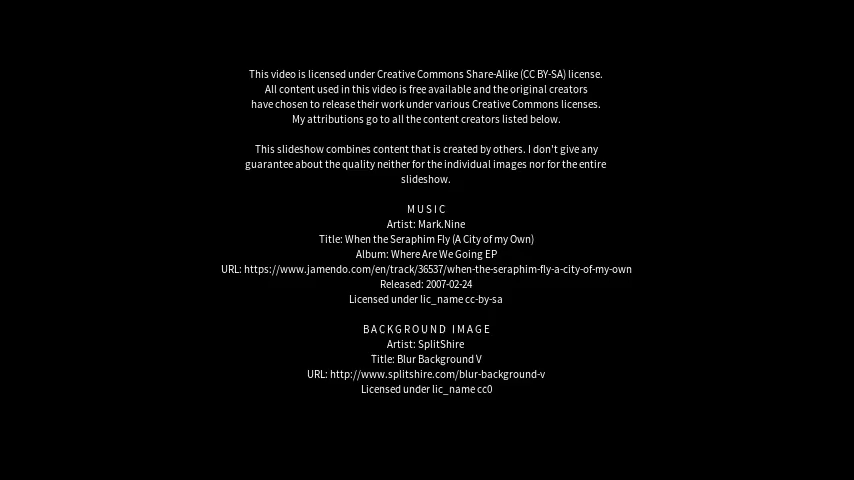 This video is licensed under Creative Commons Share-Alike (CC BY-SA) license.
All content used in this video is free available and the original creators
have chosen to release their work under various Creative Commons licenses.
My attributions go to all the content creators listed below.
This slideshow combines content that is created by others. I don't give any
guarantee about the quality neither for the individual images nor for the entire
slideshow.
MUSIC
Artist: Mark.Nine
Title: When the Seraphim Fly (A City of my Own)
Album: Where Are We Going EP
URL: https://www.jamendo.com/en/track/36537/when-the-seraphim-fly-a-city-of-my-own
Released: 2007-02-24
Licensed under lic_name cc-by-sa
BACKGROUND IMAGE
Artist: SplitShire
Title: Blur Background V
URL: http://www.splitshire.com/blur-background-v
Licensed under lic_name cc0